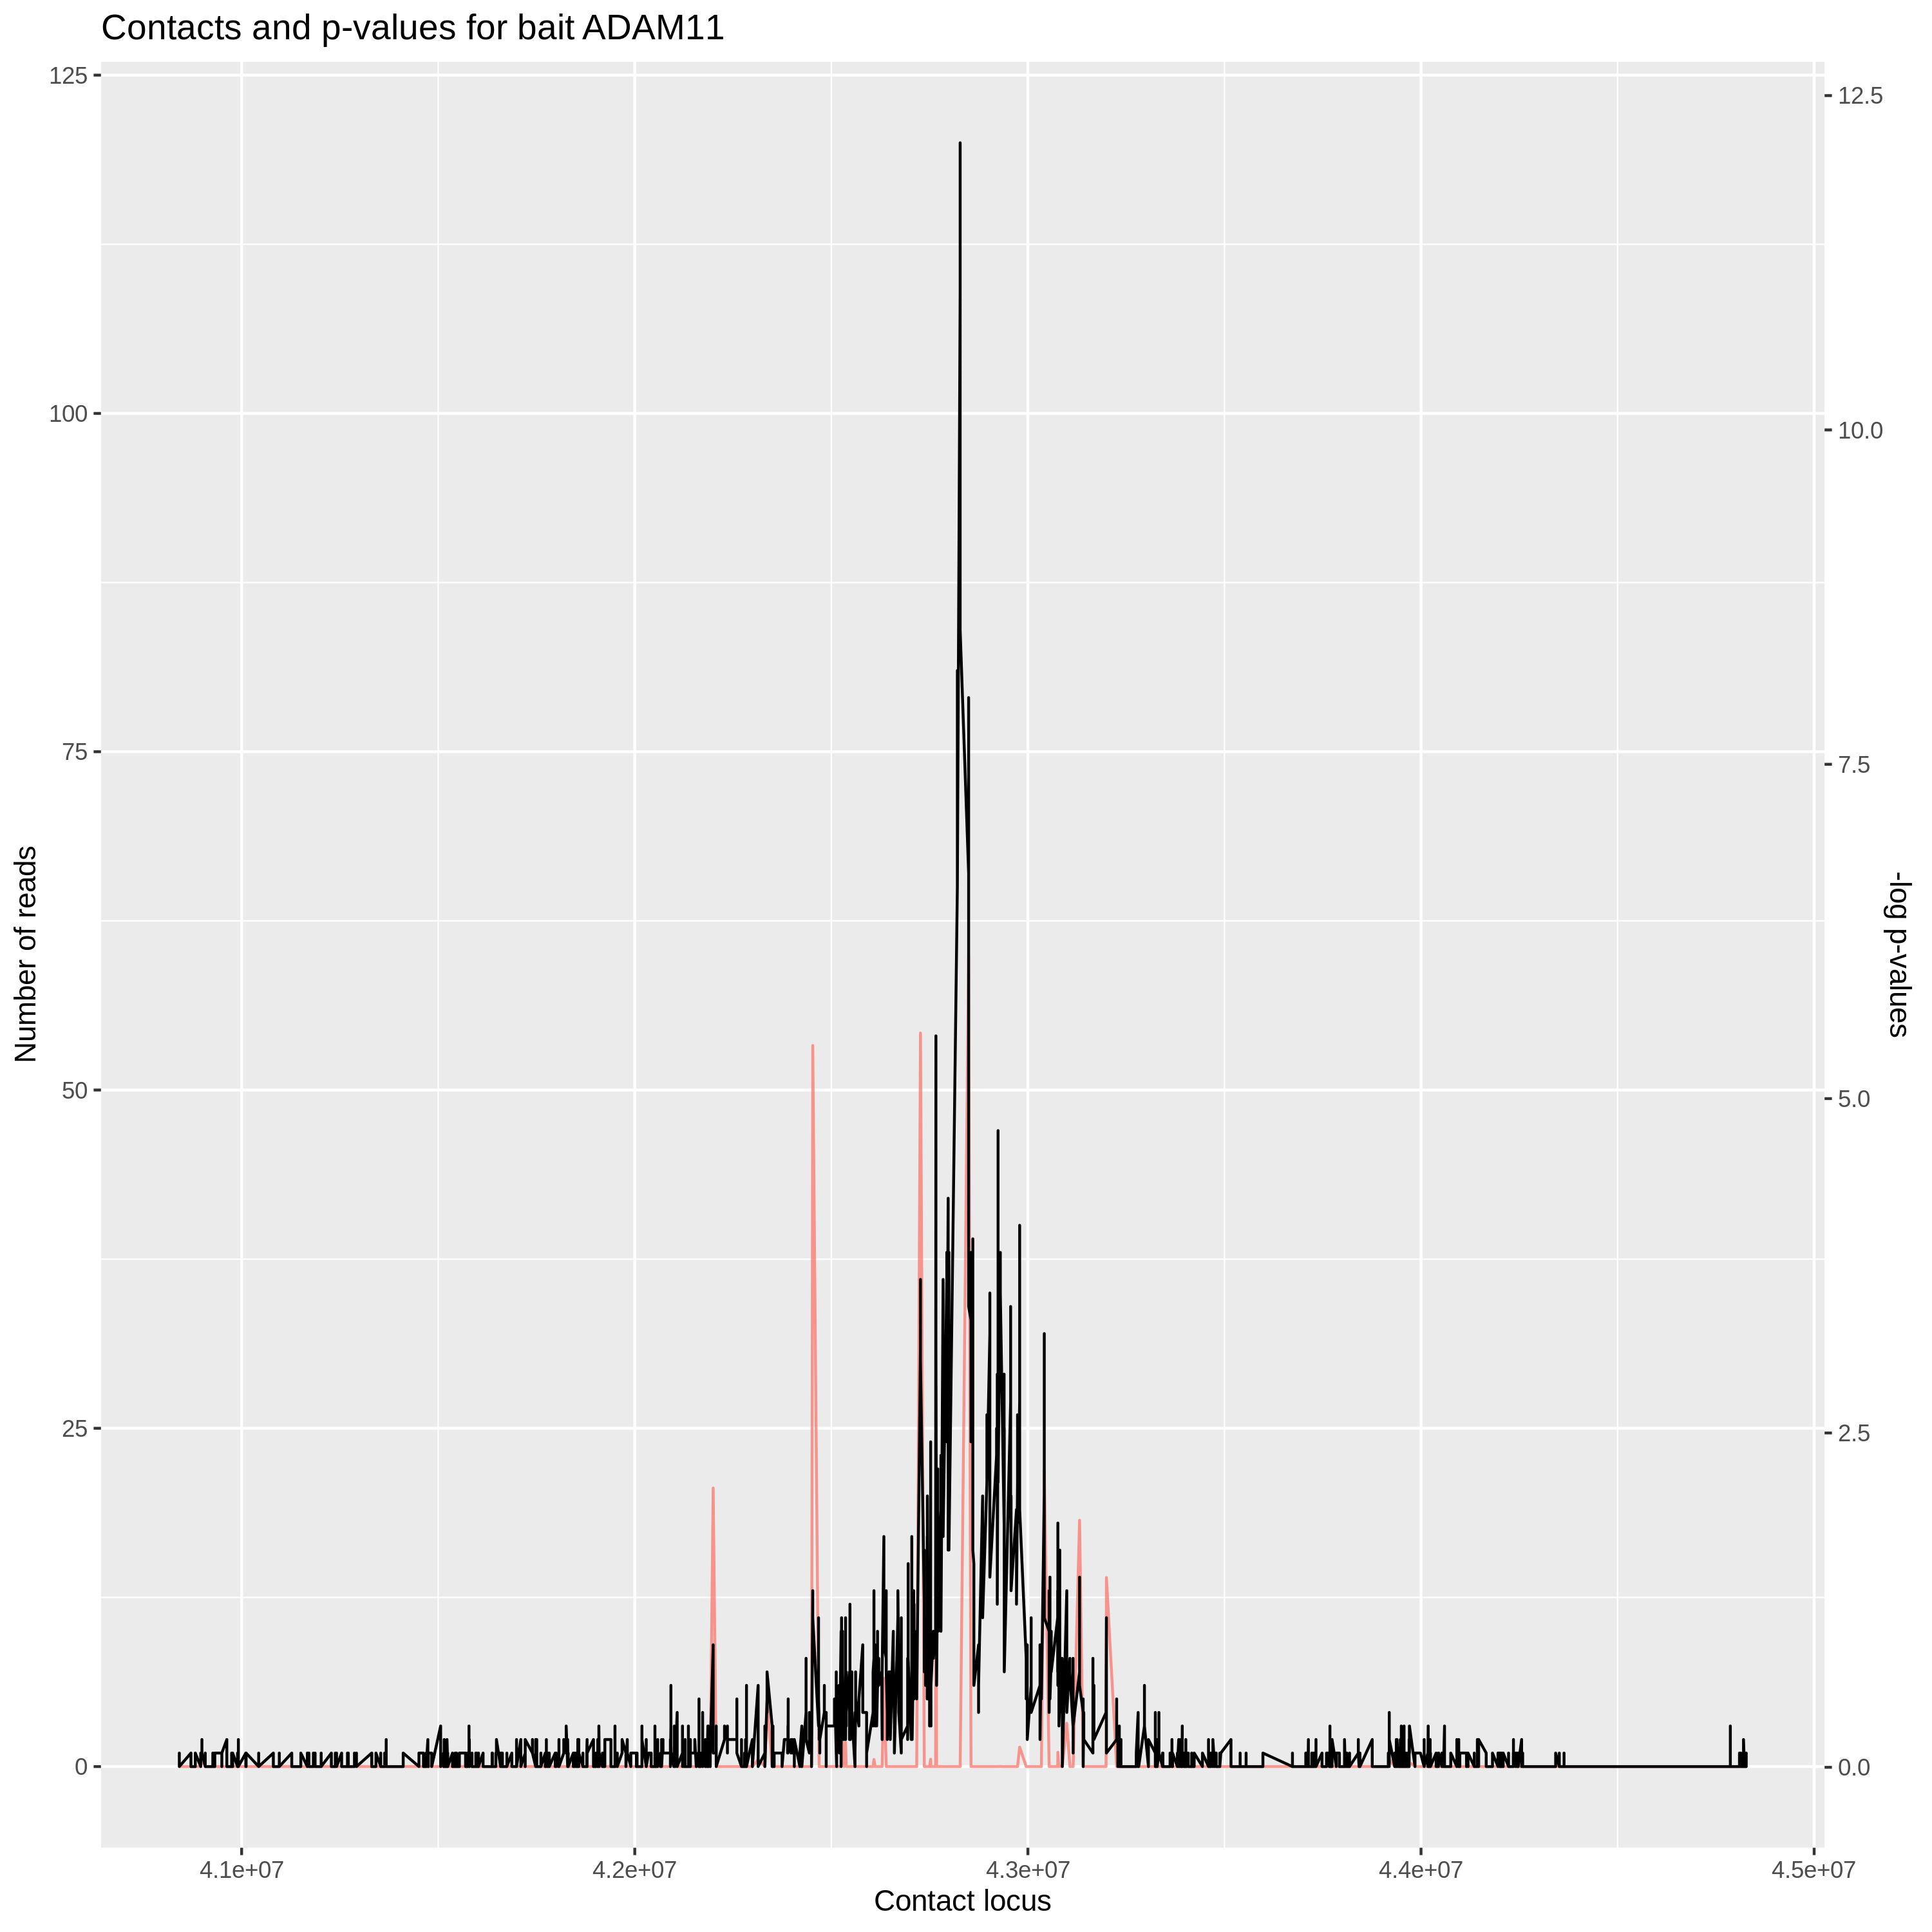 Contacts and p-values for bait ADAM11
125
100
75
50
25
0
Number of reads
12.5
10.0
7.5
5.0
2.5
0.0
-log p-values
4.1e+07
4.2e+07
4.3e+07
4.4e+07
4.5e+07
Contact locus